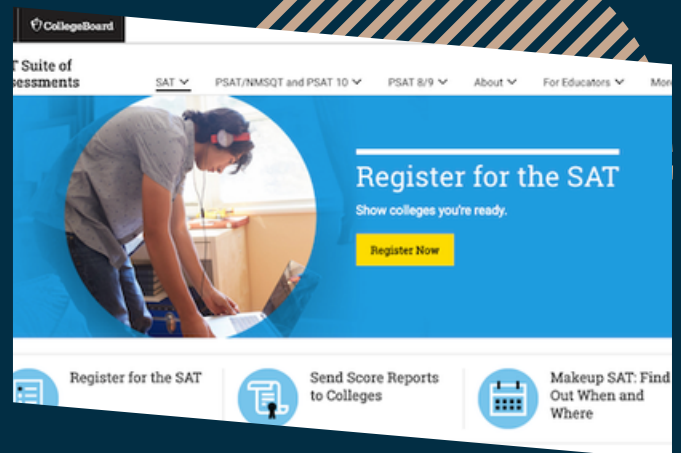 CollegeBoard
T Suite of
sessments
SAT
PSAT/NMSQT and PSAT 10
PSAT 8/9
About
For Educators
More
Register for the SAT
Show colleges you're ready.
Register Now
Register for the SAT
Send Score Reports
to Colleges
Makeup SAT: Find
Out When and
Where